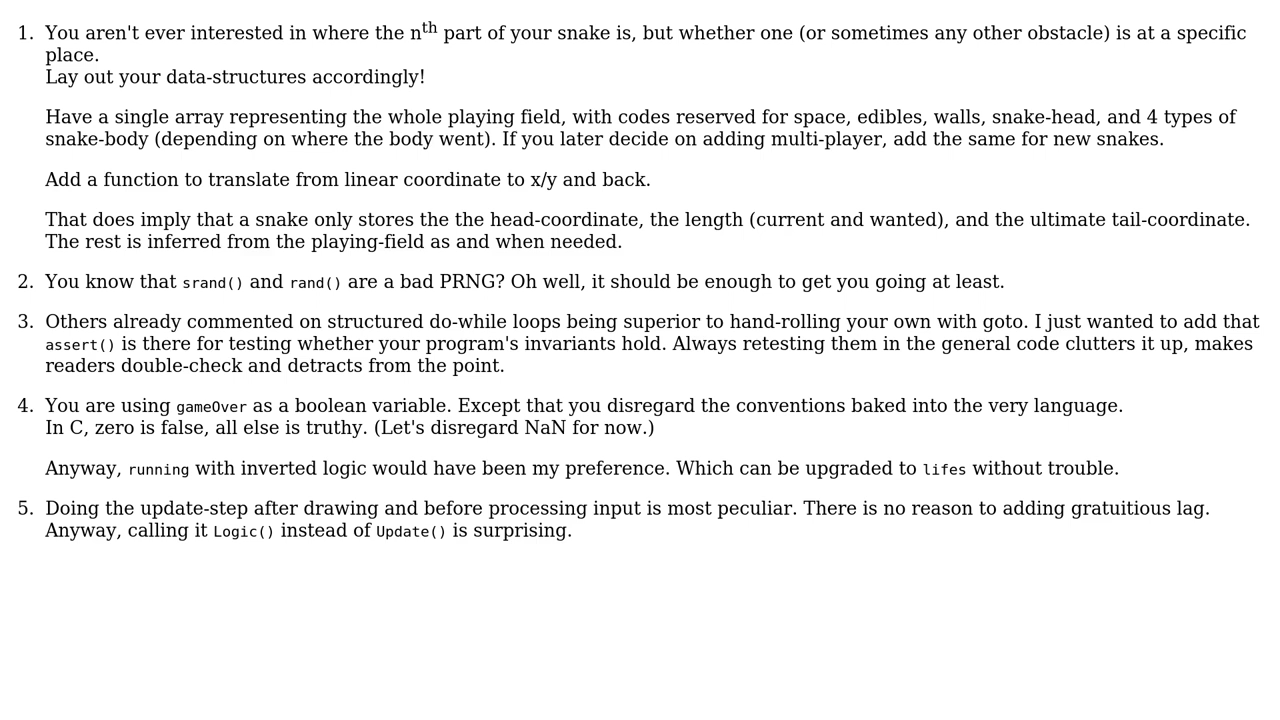 1. You aren't ever interested in where the nth part of your snake is, but whether one (or sometimes any other obstacle) is at a specific
place.
Lay out your data-structures accordingly!
Have a single array representing the whole playing field, with codes reserved for space, edibles, walls, snake-head, and 4 types of
snake-body (depending on where the body went). If you later decide on adding multi-player, add the same for new snakes.
Add a function to translate from linear coordinate to x/y and back.
That does imply that a snake only stores the the head-coordinate, the length (current and wanted), and the ultimate tail-coordinate.
The rest is inferred from the playing-field as and when needed.
2. You know that srand() and rand() are a bad PRNG? Oh well, it should be enough to get you going at least.
3. Others already commented on structured do-while loops being superior to hand-rolling your own with goto. I just wanted to add that
assert() is there for testing whether your program's invariants hold. Always retesting them in the general code clutters it up, makes
readers double-check and detracts from the point.
4. You are using gameOver as a boolean variable. Except that you disregard the conventions baked into the very language.
In C, zero is false, all else is truthy. (Let's disregard NaN for now.)
Anyway, running with inverted logic would have been my preference. Which can be upgraded to lifes without trouble.
5. Doing the update-step after drawing and before processing input is most peculiar. There is no reason to adding gratuitious lag.
Anyway, calling it Logic() instead of Update() is surprising.